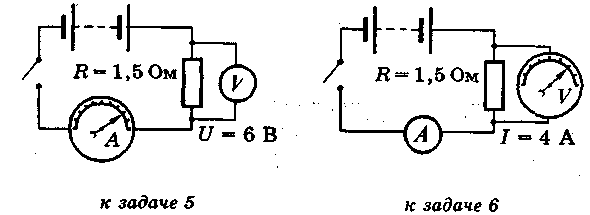 R = 1,5 Ом
V
A
U = 6 В
к задаче 5
R = 1,5 Ом
V
A
I = 4 А
к задаче 6